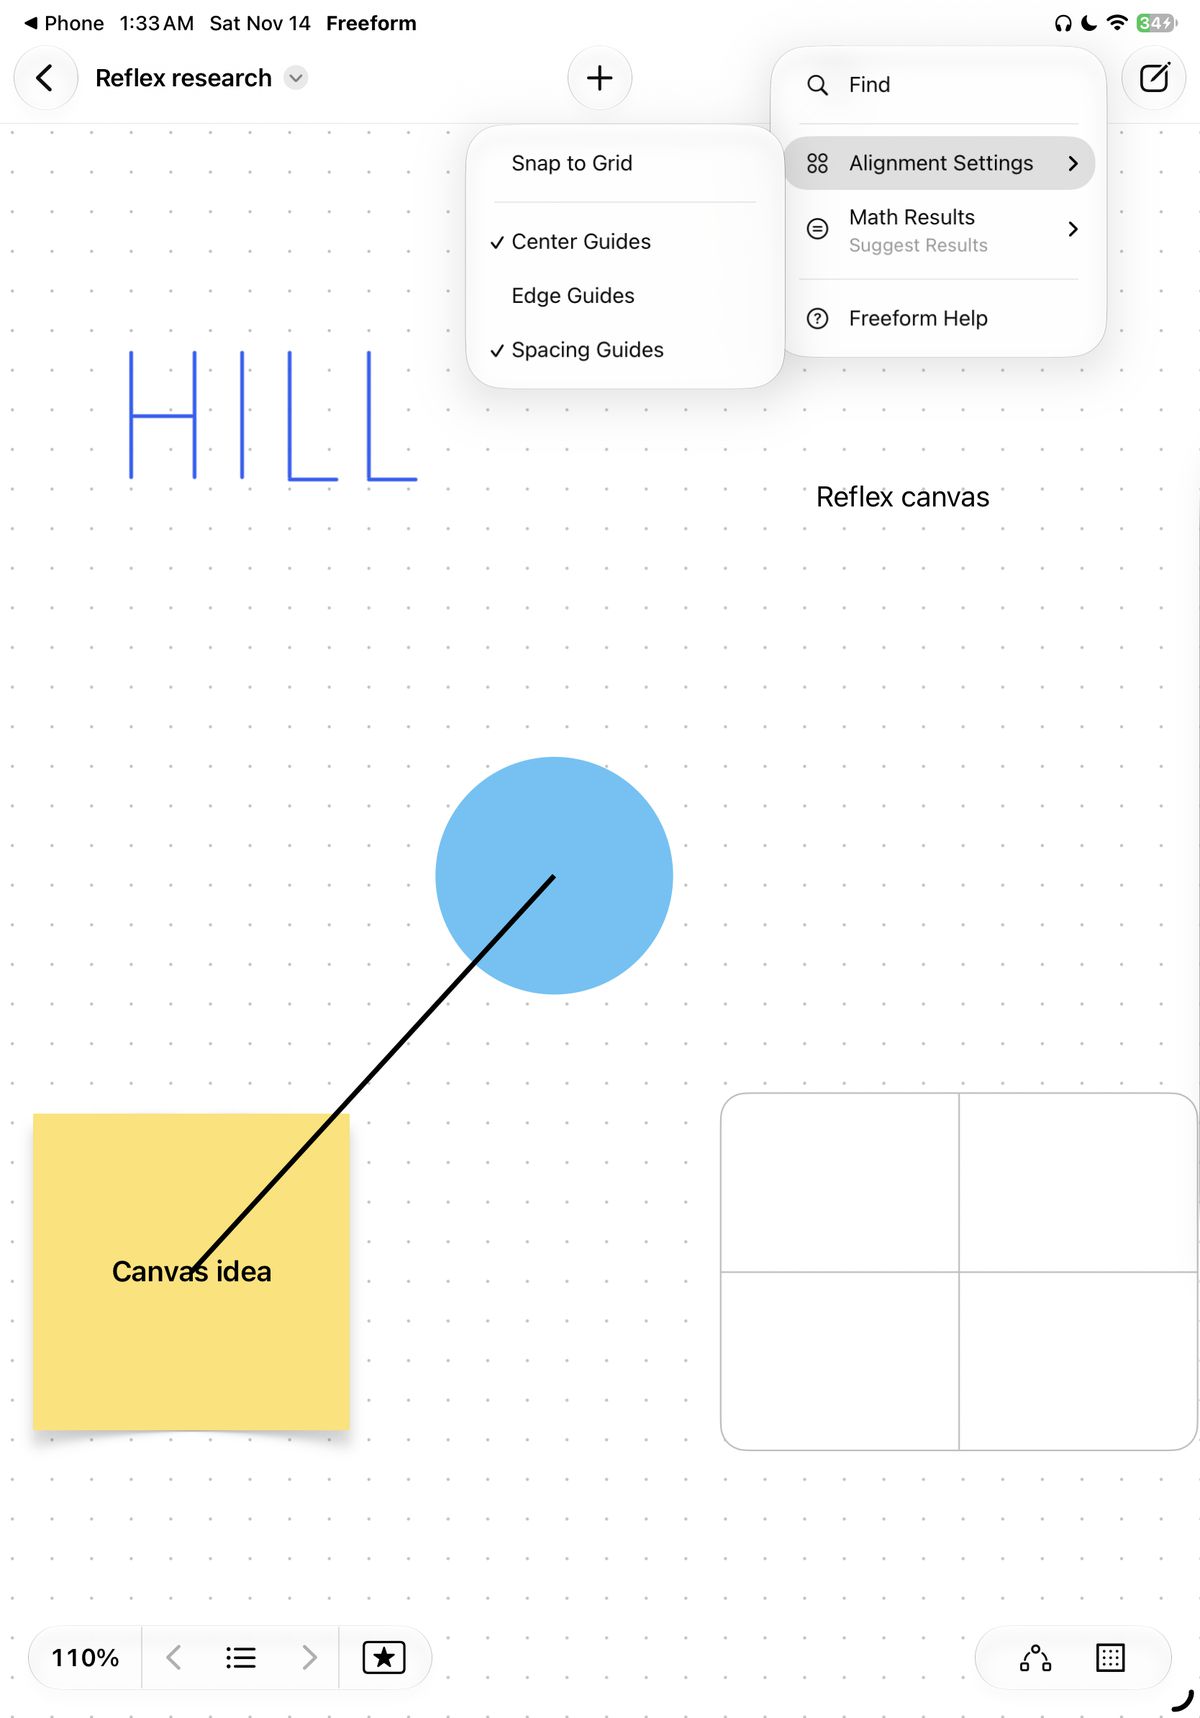 Phone 1:33 AM Sat Nov 14 Freeform
34
Reflex research
Find
Alignment Settings
Math Results
Suggest Results
Freeform Help
Snap to Grid
Center Guides
Edge Guides
Spacing Guides
HILL
Reflex canvas
Canvas idea
110%